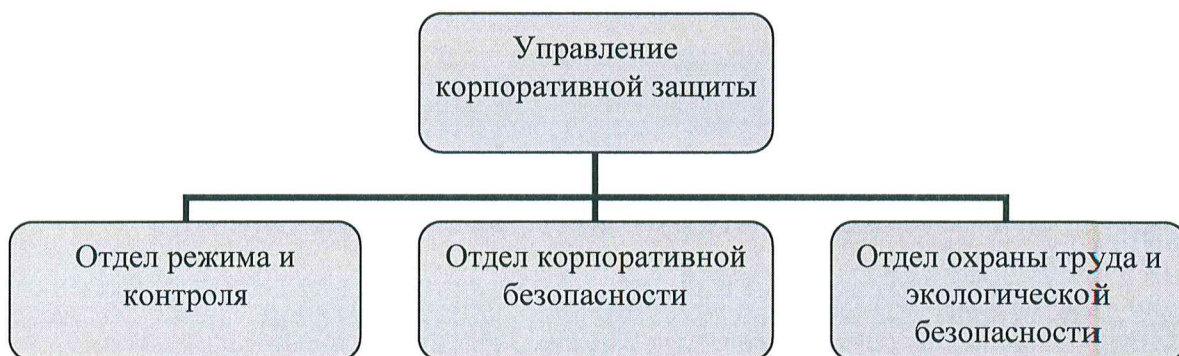 Управление
корпоративной защиты
Отдел режима и
контроля
Отдел корпоративной
безопасности
Отдел охраны труда и
экологической
безопасности